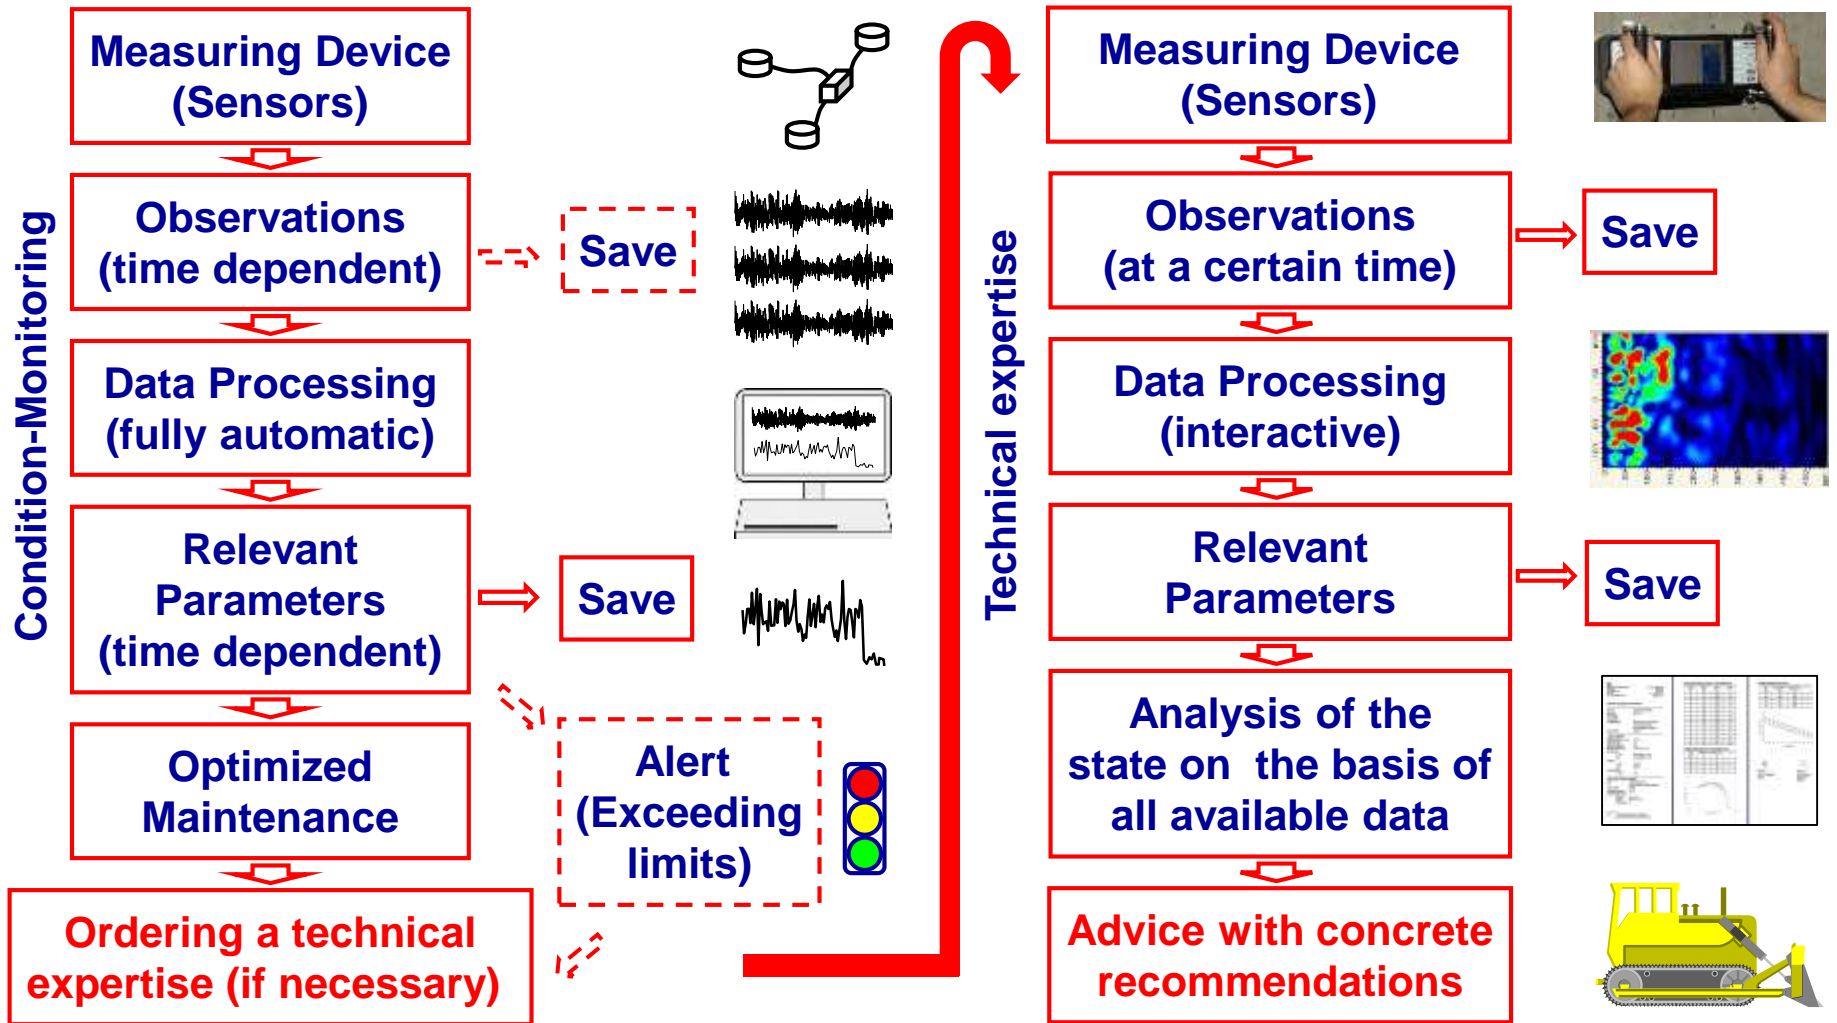 Condition-Monitoring
Measuring Device
(Sensors)
Observations
(time dependent)
Save
Data Processing
(fully automatic)
Relevant
Parameters
(time dependent)
Save
Optimized
Maintenance
Alert
(Exceeding
limits)
Ordering a technical
expertise (if necessary)
Technical expertise
Measuring Device
(Sensors)
Observations
(at a certain time)
Save
Data Processing
(interactive)
Relevant
Parameters
Save
Analysis of the
state on the basis of
all available data
Advice with concrete
recommendations